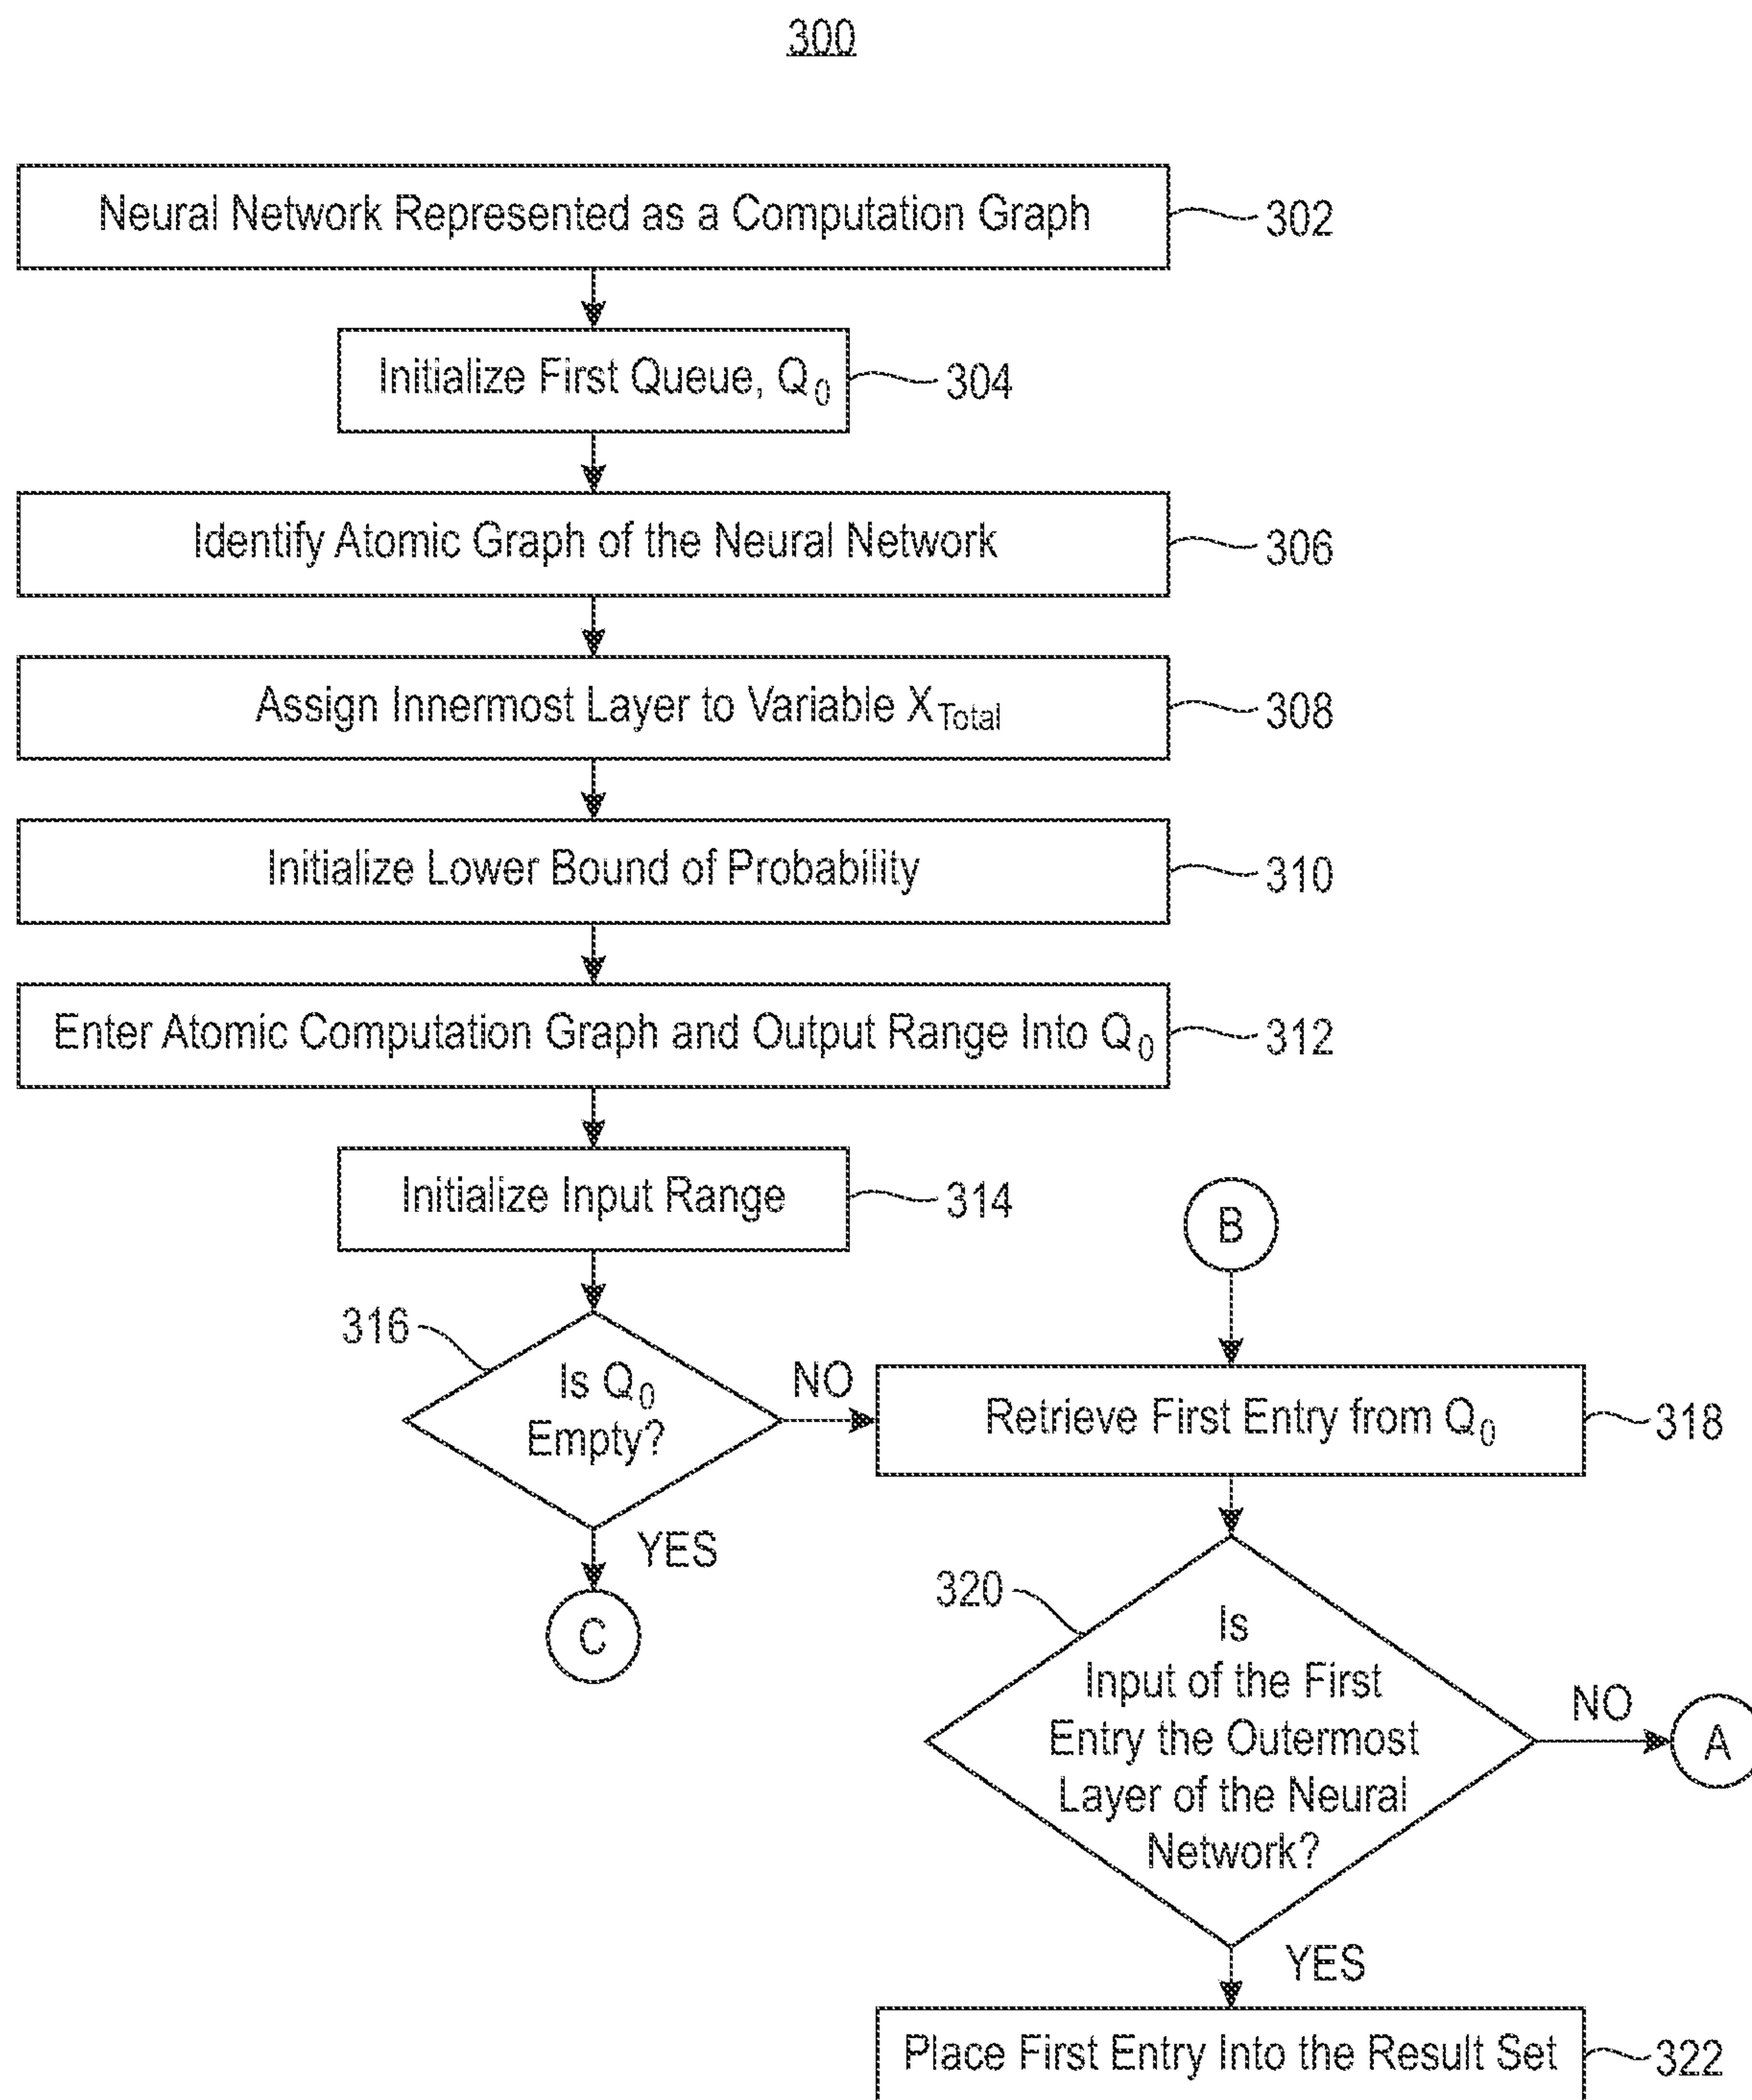 300
Neural Network Represented as a Computation Graph
302
Initialize First Queue, Q0
304
Identify Atomic Graph of the Neural Network
306
Assign Innermost Layer to Variable XTotal
308
Initialize Lower Bound of Probability
310
Enter Atomic Computation Graph and Output Range Into Q0
312
Initialize Input Range
314
B
316
Is Q0
Empty?
NO
YES
C
Retrieve First Entry from Q0
318
320
Is
Input of the First
Entry the Outermost
Layer of the Neural
Network?
NO
A
YES
Place First Entry Into the Result Set
322